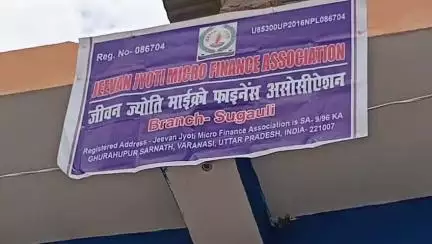 Reg. No- 086704
U85300UP2016NPL086704
JEEVAN JYOTI MICRO FINANCE ASSOCIATION
जीवन ज्योति माईक्रो फाइनेंस असोसीऐशन
Branch- Sugauli
Registered Address - Jeevan Jyoti Micro Finance Association is SA- 9/96 KA
GHURAHUPUR SARNATH, VARANASI, UTTAR PRADESH, INDIA- 221007